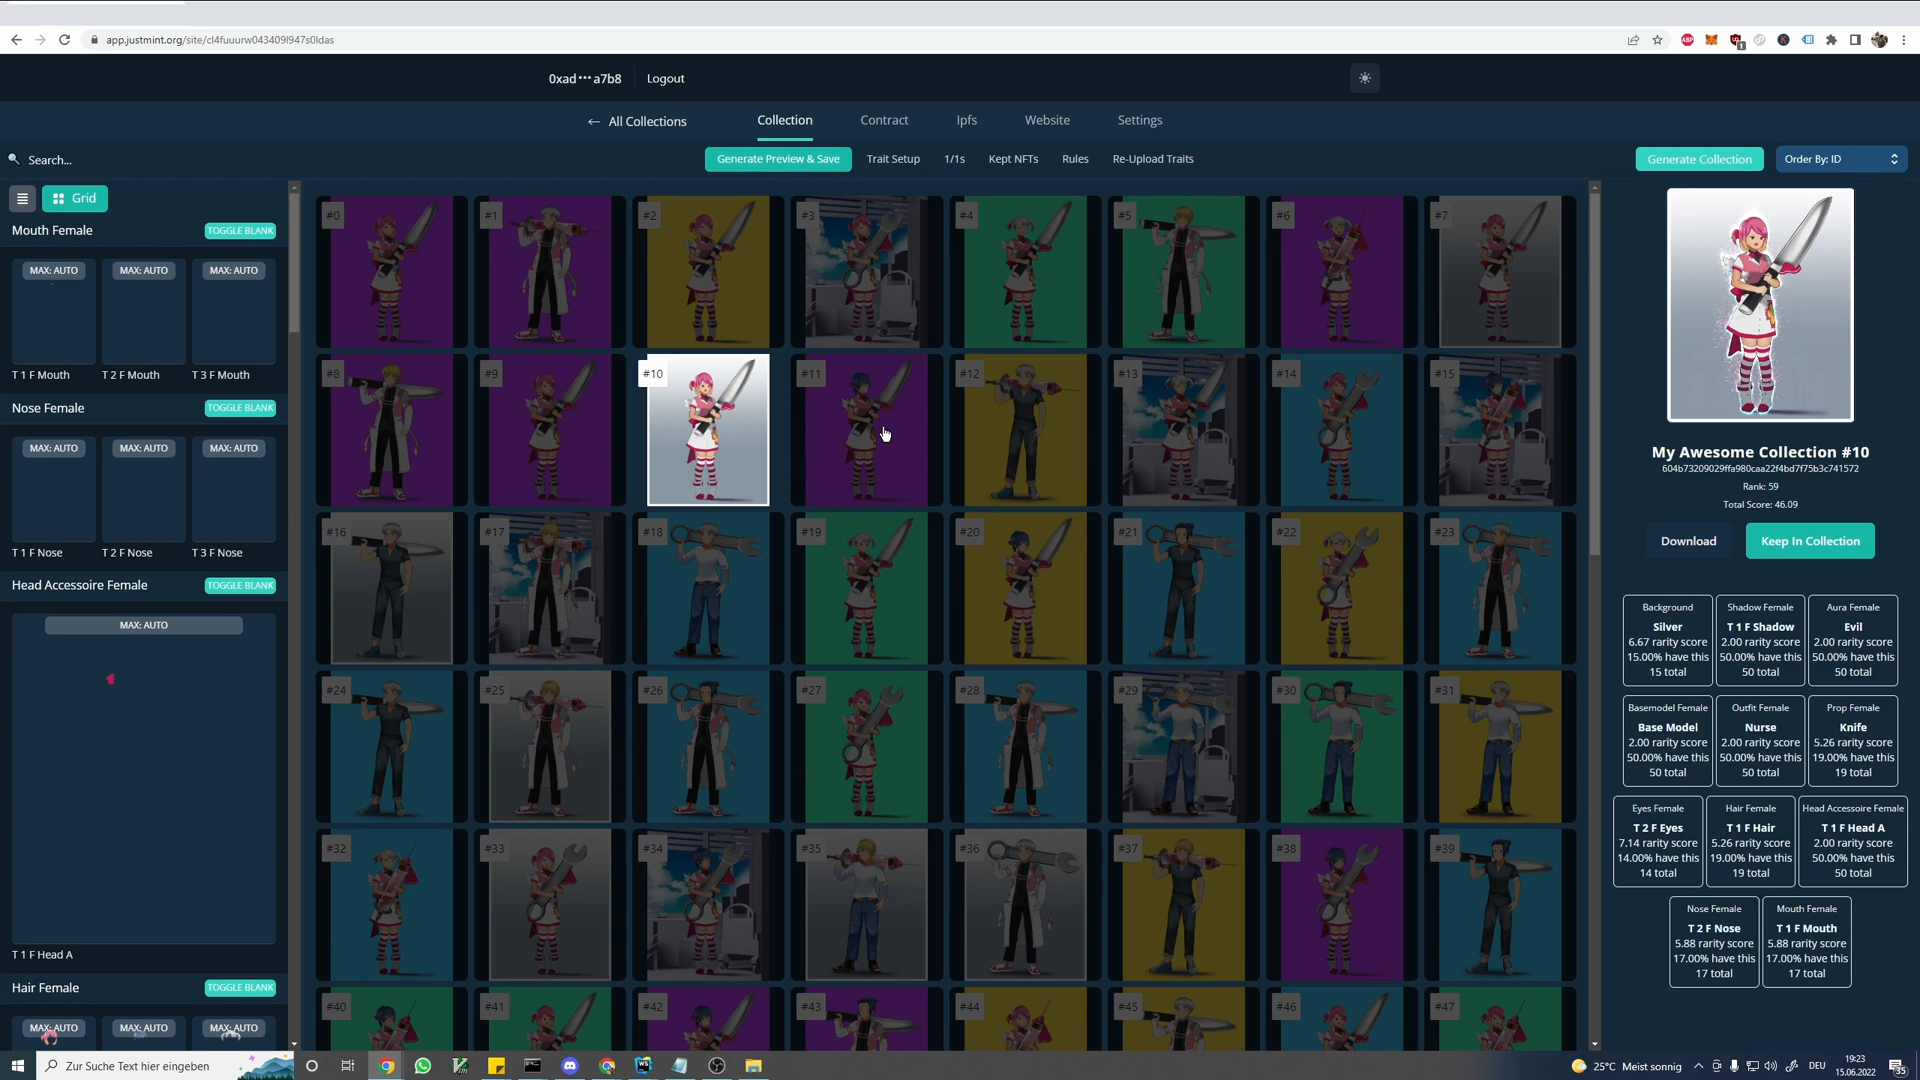 app.justmint.org/site/cl4fuuurw043409l947s0ldas
1
0xad•••a7b8
Logout
← All Collections
Collection
Contract
Ipfs
Website
Settings
Search...
Generate Preview & Save
Trait Setup
1/1s
Kept NFTs
Rules
Re-Upload Traits
Generate Collection
Order By: ID
Grid
Mouth Female
TOGGLE BLANK
MAX: AUTO
MAX: AUTO
MAX: AUTO
T 1 F Mouth
T 2 F Mouth
T 3 F Mouth
Nose Female
TOGGLE BLANK
MAX: AUTO
MAX: AUTO
MAX: AUTO
T 1 F Nose
T 2 F Nose
T 3 F Nose
Head Accessoire Female
TOGGLE BLANK
MAX: AUTO
T 1 F Head A
Hair Female
TOGGLE BLANK
MAX: AUTO
MAX: AUTO
MAX: AUTO
#0
#1
#2
#3
#4
#5
#6
#7
#8
#9
#10
#11
#12
#13
#14
#15
#16
#17
#18
#19
#20
#21
#22
#23
#24
#25
#26
#27
#28
#29
#30
#31
#32
#33
#34
#35
#36
#37
#38
#39
#40
#41
#42
#43
#44
#45
#46
#47
My Awesome Collection #10
604b73209029ffa980caa22f4bd7f75b3c741572
Rank: 59
Total Score: 46.09
Download
Keep In Collection
Background
Silver
6.67 rarity score
15.00% have this
15 total
Shadow Female
T 1 F Shadow
2.00 rarity score
50.00% have this
50 total
Aura Female
Evil
2.00 rarity score
50.00% have this
50 total
Basemodel Female
Base Model
2.00 rarity score
50.00% have this
50 total
Outfit Female
Nurse
2.00 rarity score
50.00% have this
50 total
Prop Female
Knife
5.26 rarity score
19.00% have this
19 total
Eyes Female
T 2 F Eyes
7.14 rarity score
14.00% have this
14 total
Hair Female
T 1 F Hair
5.26 rarity score
19.00% have this
19 total
Head Accessoire Female
T 1 F Head A
2.00 rarity score
50.00% have this
50 total
Nose Female
T 2 F Nose
5.88 rarity score
17.00% have this
17 total
Mouth Female
T 1 F Mouth
5.88 rarity score
17.00% have this
17 total
Zur Suche Text hier eingeben
25°C Meist sonnig
DEU
19:23
15.06.2022
35